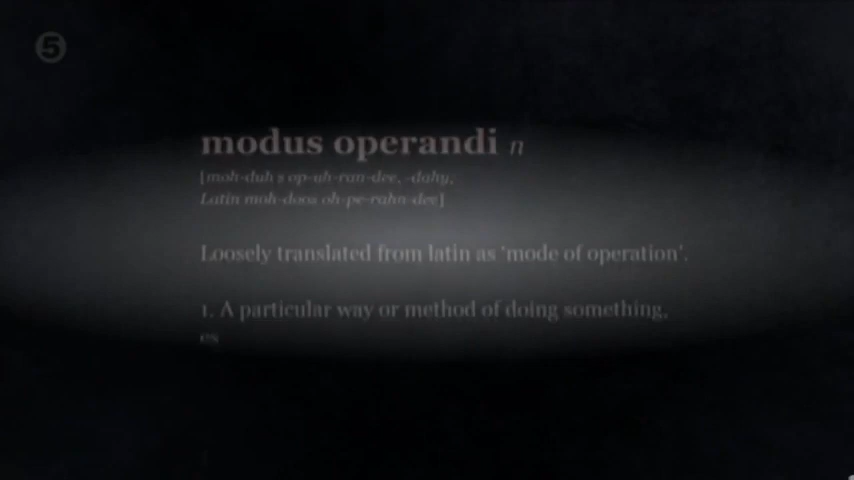 5
modus operandi n
[moh-duh s op-uh-ran-dee, -dahy,
Latin moh-doos oh-pe-rahn-dee]
Loosely translated from latin as ‘mode of operation’.
1. A particular way or method of doing something,
es